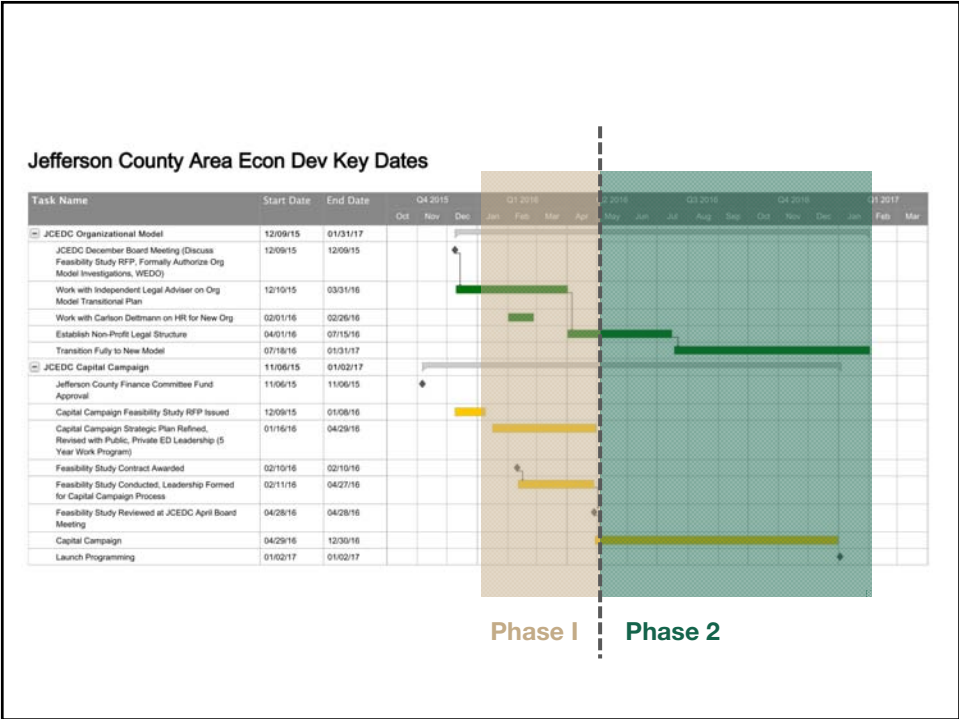 Jefferson County Area Econ Dev Key Dates
Task Name Start Date End Date Q4 2015 Q1 2016 Q2 2016 Q3 2016 Q4 2016 Q1 2017
Oct Nov Dec Jan Feb Mar Apr May Jun Jul Aug Sep Oct Nov Dec Jan Feb Mar
JCEDC Organizational Model 12/09/15 01/31/17
JCEDC December Board Meeting (Discuss 12/09/15 12/09/15
Feasibility Study RFP, Formally Authorize Org
Model Investigations, WEDO)
Work with Independent Legal Adviser on Org 12/10/15 03/31/16
Model Transitional Plan
Work with Carlson Dettmann on HR for New Org 02/01/16 02/26/16
Establish Non-Profit Legal Structure 04/01/16 07/15/16
Transition Fully to New Model 07/18/16 01/31/17
JCEDC Capital Campaign 11/06/15 01/02/17
Jefferson County Finance Committee Fund 11/06/15 11/06/15
Approval
Capital Campaign Feasibility Study RFP Issued 12/09/15 01/08/16
Capital Campaign Strategic Plan Refined, 01/16/16 04/29/16
Revised with Public, Private ED Leadership (5
Year Work Program)
Feasibility Study Contract Awarded 02/10/16 02/10/16
Feasibility Study Conducted, Leadership Formed 02/11/16 04/27/16
for Capital Campaign Process
Feasibility Study Reviewed at JCEDC April Board 04/28/16 04/28/16
Meeting
Capital Campaign 04/29/16 12/30/16
Launch Programming 01/02/17 01/02/17
Phase I Phase 2